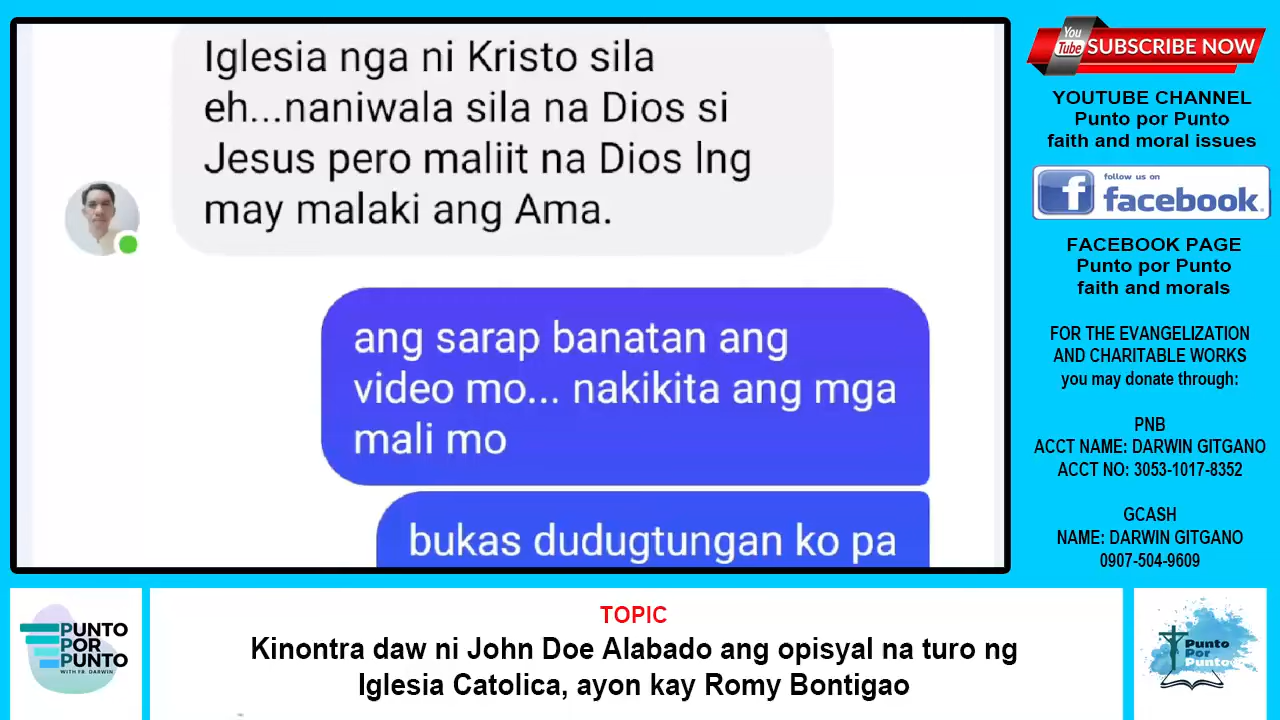 Iglesia nga ni Kristo sila
eh...naniwala sila na Dios si
Jesus pero maliit na Dios lng
may malaki ang Ama.
ang sarap banatan ang
video mo... nakikita ang mga
mali mo
bukas dudugtungan ko pa
You
Tube
SUBSCRIBE NOW
YOUTUBE CHANNEL
Punto por Punto
faith and moral issues
follow us on
facebook.
FACEBOOK PAGE
Punto por Punto
faith and morals
FOR THE EVANGELIZATION
AND CHARITABLE WORKS
you may donate through:
PNB
ACCT NAME: DARWIN GITGANO
ACCT NO: 3053-1017-8352
GCASH
NAME: DARWIN GITGANO
0907-504-9609
PUNTO
POR
PUNTO
WITH FR. DARWIN
TOPIC
Kinontra daw ni John Doe Alabado ang opisyal na turo ng
Iglesia Catolica, ayon kay Romy Bontigao
Punto
Por
Punto